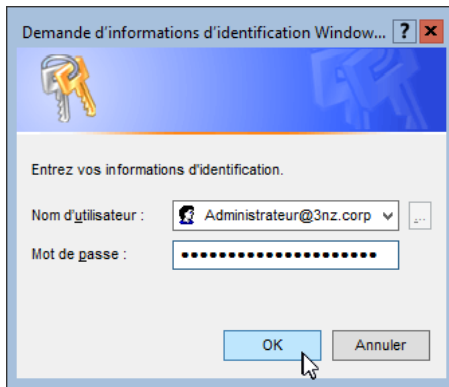 Demande d'informations d'identification Window... ? x
Entrez vos informations d'identification.
Nom d'utilisateur : Administrateur@3nz.corp ...
Mot de passe : •••••••••••••••••••••
OK Annuler